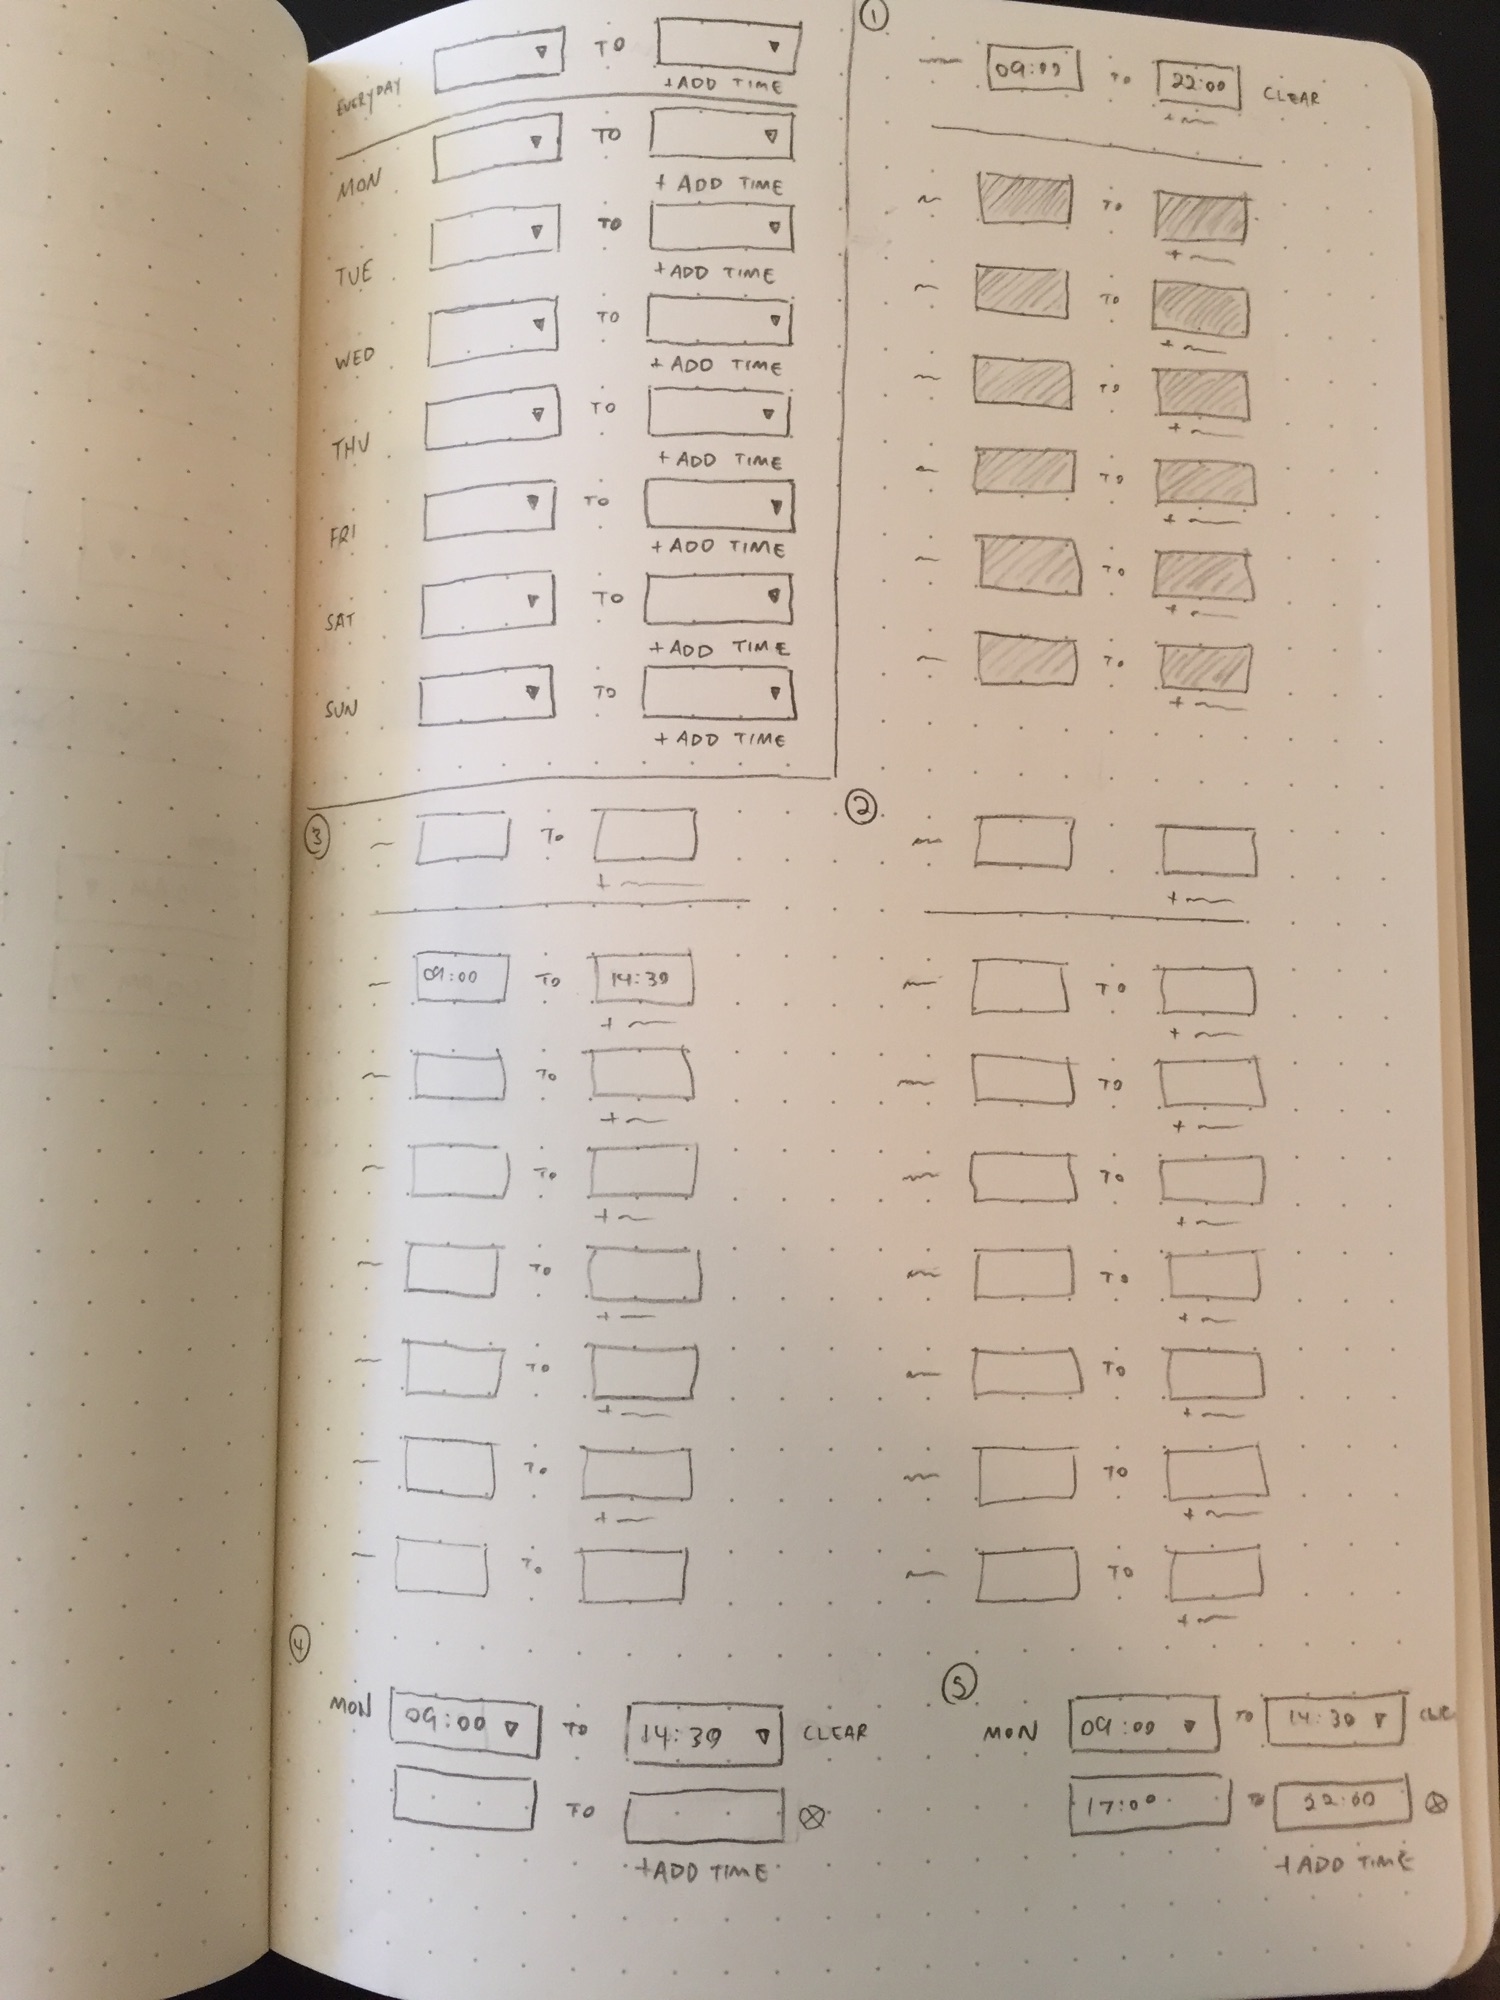 TO
EVERYDAY
+ADD TIME
MON
TO
+ ADD TIME
TUE
TO
+ADD TIME
WED
TO
+ ADD TIME
THU
TO
+ ADD TIME
FRI
TO
+ ADD TIME
SAT
TO
+ ADD TIME
SUN
TO
+ ADD TIME
1
09:00 TO 22:00 CLEAR
TO
TO
TO
TO
TO
TO
2
TO
TO
TO
TO
TO
TO
TO
3
TO
09:00 TO 14:30
TO
TO
TO
TO
TO
TO
4
MON 09:00 TO 14:30 CLEAR
TO
+ADD TIME
5
MON 09:00 TO 14:30
17:00 TO 22:00
+ADD TIME